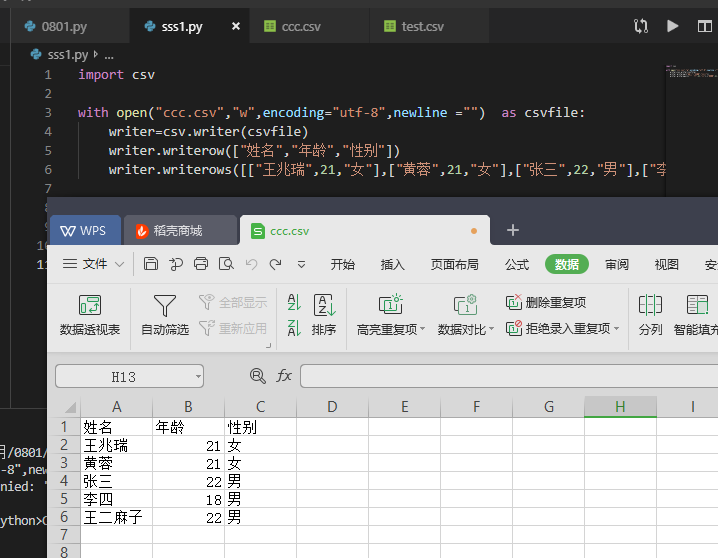 0801.py sss1.py × ccc.csv test.csv
sss1.py > ...
1 import csv
2
3 with open("ccc.csv","w",encoding="utf-8",newline ="")  as csvfile:
4 writer=csv.writer(csvfile)
5 writer.writerow(["姓名","年龄","性别"])
6 writer.writerows([["王兆瑞",21,"女"],["黄蓉",21,"女"],["张三",22,"男"],["李
7
WPS 稻壳商城 ccc.csv
文件 开始 插入 页面布局 公式 数据 审阅 视图 安
全部显示 删除重复项
数据透视表 自动筛选 重新应用 排序 高亮重复项 数据对比 拒绝录入重复项 分列 智能填充
H13 fx
A B C D E F G H I
1 姓名 年龄 性别
2 王兆瑞 21 女
3 黄蓉 21 女
4 张三 22 男
5 李四 18 男
6 王二麻子 22 男
7
8
/0801/
-8",new
nied: '
ython>